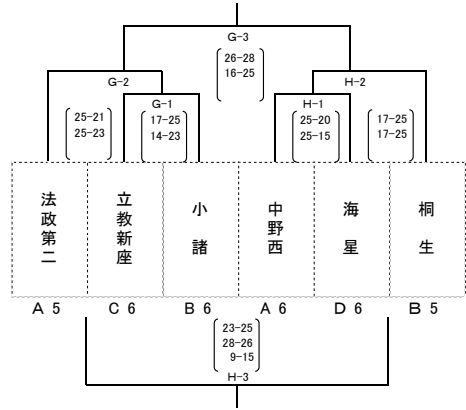 G-3
26-28
16-25
G-2
H-2
G-1
H-1
25-21
25-23
17-25
14-23
25-20
25-15
17-25
17-25
法政第二
立教新座
小諸
中野西
海星
桐生
A 5
C 6
B 6
A 6
D 6
B 5
23-25
28-26
9-15
H-3